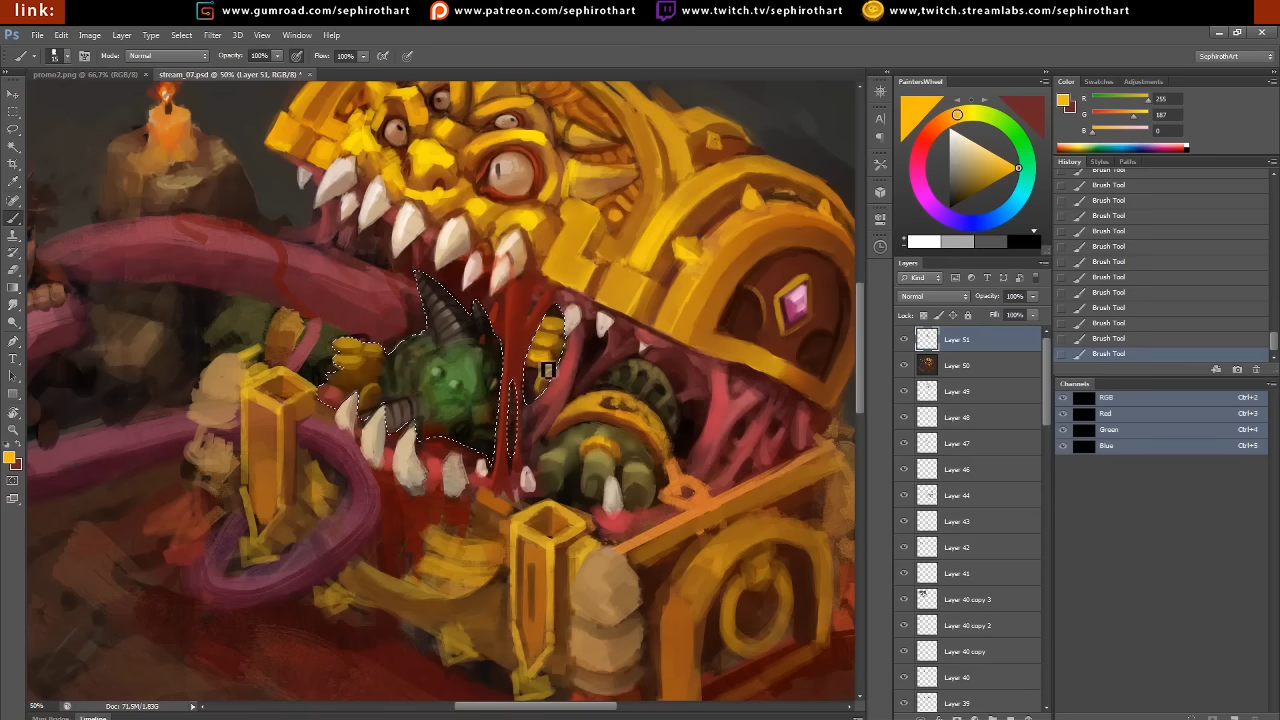 link: www.gumroad.com/sephirothart www.patreon.com/sephirothart www.twitch.tv/sephirothart www.twitch.streamlabs.com/sephirothart
Ps File Edit Image Layer Type Select Filter 3D View Window Help
15 Mode: Normal Opacity: 100% Flow: 100% SephirothArt
promo2.png @ 66,7% (RGB/8) × stream_07.psd @ 50% (Layer 51, RGB/8) * ×
PaintersWheel
Color Swatches Adjustments
R 255
G 187
B 0
History Styles Paths
Brush Tool
Brush Tool
Brush Tool
Brush Tool
Brush Tool
Brush Tool
Brush Tool
Brush Tool
Brush Tool
Brush Tool
Brush Tool
Brush Tool
Brush Tool
Layers
Kind
Normal Opacity: 100%
Lock: Fill: 100%
Layer 51
Layer 50
Layer 49
Layer 48
Layer 47
Layer 46
Layer 44
Layer 43
Layer 42
Layer 41
Layer 40 copy 3
Layer 40 copy 2
Layer 40 copy
Layer 40
Layer 39
Channels
RGB Ctrl+2
Red Ctrl+3
Green Ctrl+4
Blue Ctrl+5
50% Doc: 71.5M/1.83G
Mini Bridge Timeline